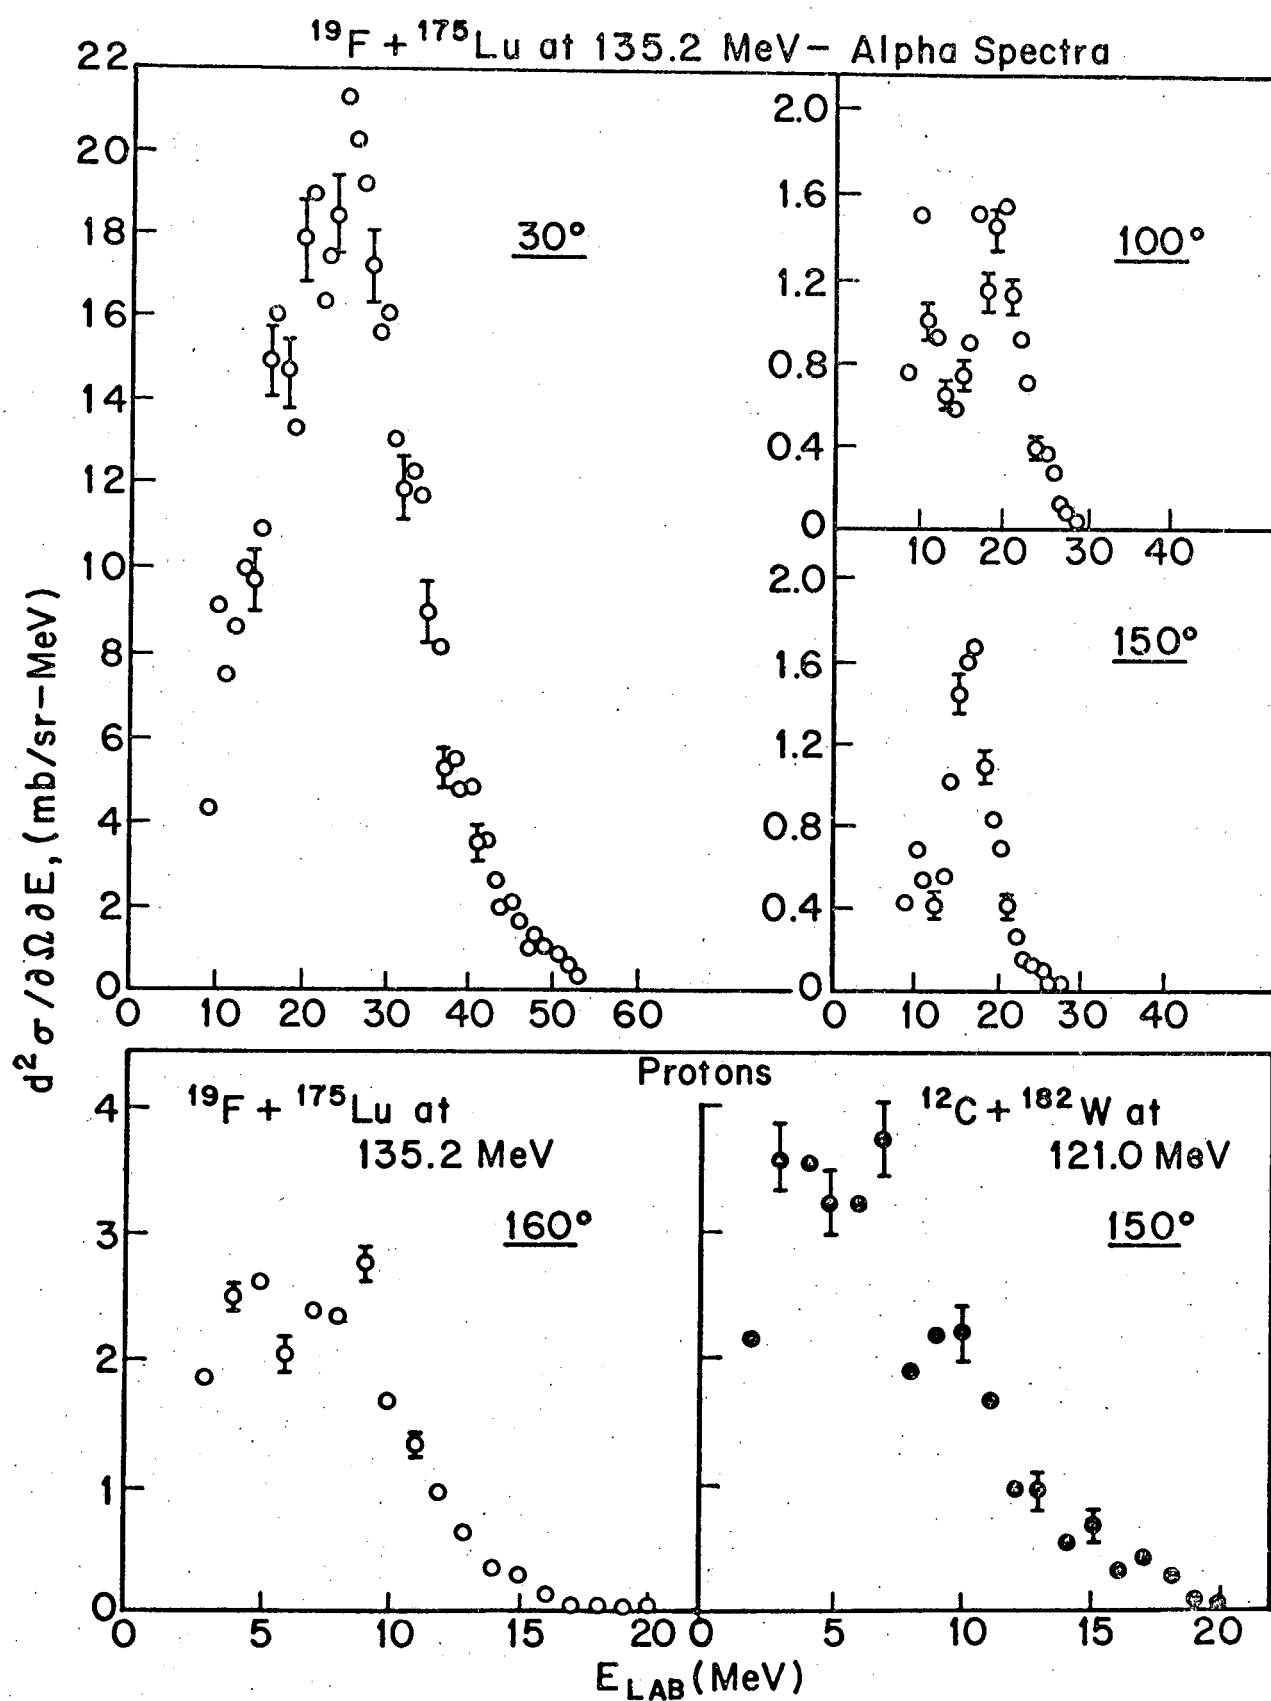 ¹⁹F + ¹⁷⁵Lu at 135.2 MeV – Alpha Spectra
d² σ/∂Ω∂E, (mb/sr–MeV)
22
20
18
16
14
12
10
8
6
4
2
0
30°
0 10 20 30 40 50 60
2.0
1.6
1.2
0.8
0.4
0
100°
10 20 30 40
2.0
1.6
1.2
0.8
0.4
0
150°
0 10 20 30 40
Protons
4
3
2
1
0
¹⁹F + ¹⁷⁵Lu at
135.2 MeV
160°
0 5 10 15 20
¹²C + ¹⁸²W at
121.0 MeV
150°
0 5 10 15 20
E LAB (MeV)